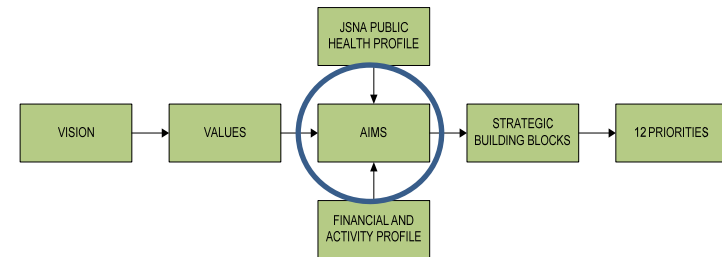 JSNA PUBLIC
HEALTH PROFILE
VISION
VALUES
AIMS
STRATEGIC
BUILDING BLOCKS
12 PRIORITIES
FINANCIAL AND
ACTIVITY PROFILE